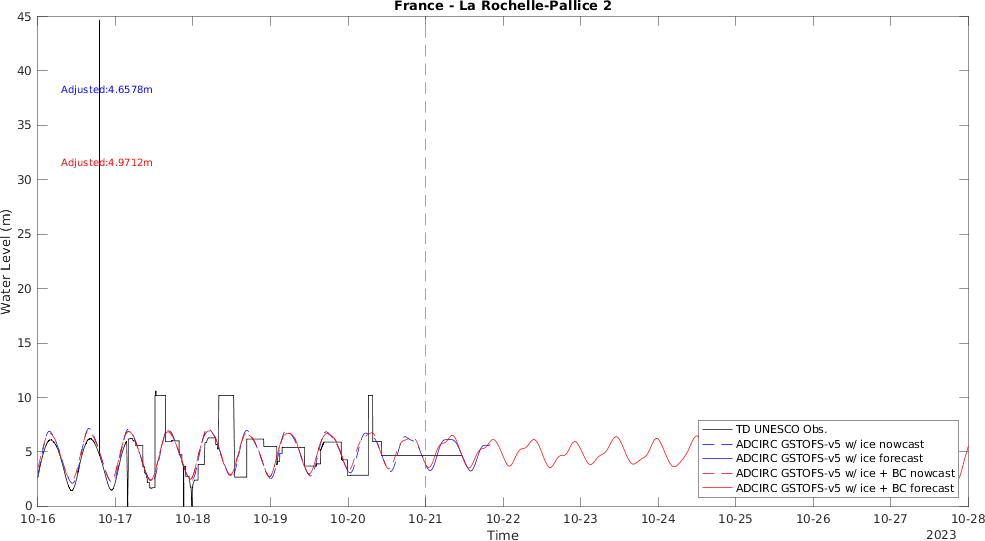 France - La Rochelle-Pallice 2
45
40
35
30
25
20
15
10
5
0
Water Level (m)
Adjusted:4.6578m
Adjusted:4.9712m
TD UNESCO Obs.
ADCIRC GSTOFS-v5 w/ ice nowcast
ADCIRC GSTOFS-v5 w/ ice forecast
ADCIRC GSTOFS-v5 w/ ice + BC nowcast
ADCIRC GSTOFS-v5 w/ ice + BC forecast
10-16 10-17 10-18 10-19 10-20 10-21 10-22 10-23 10-24 10-25 10-26 10-27 10-28
Time
2023